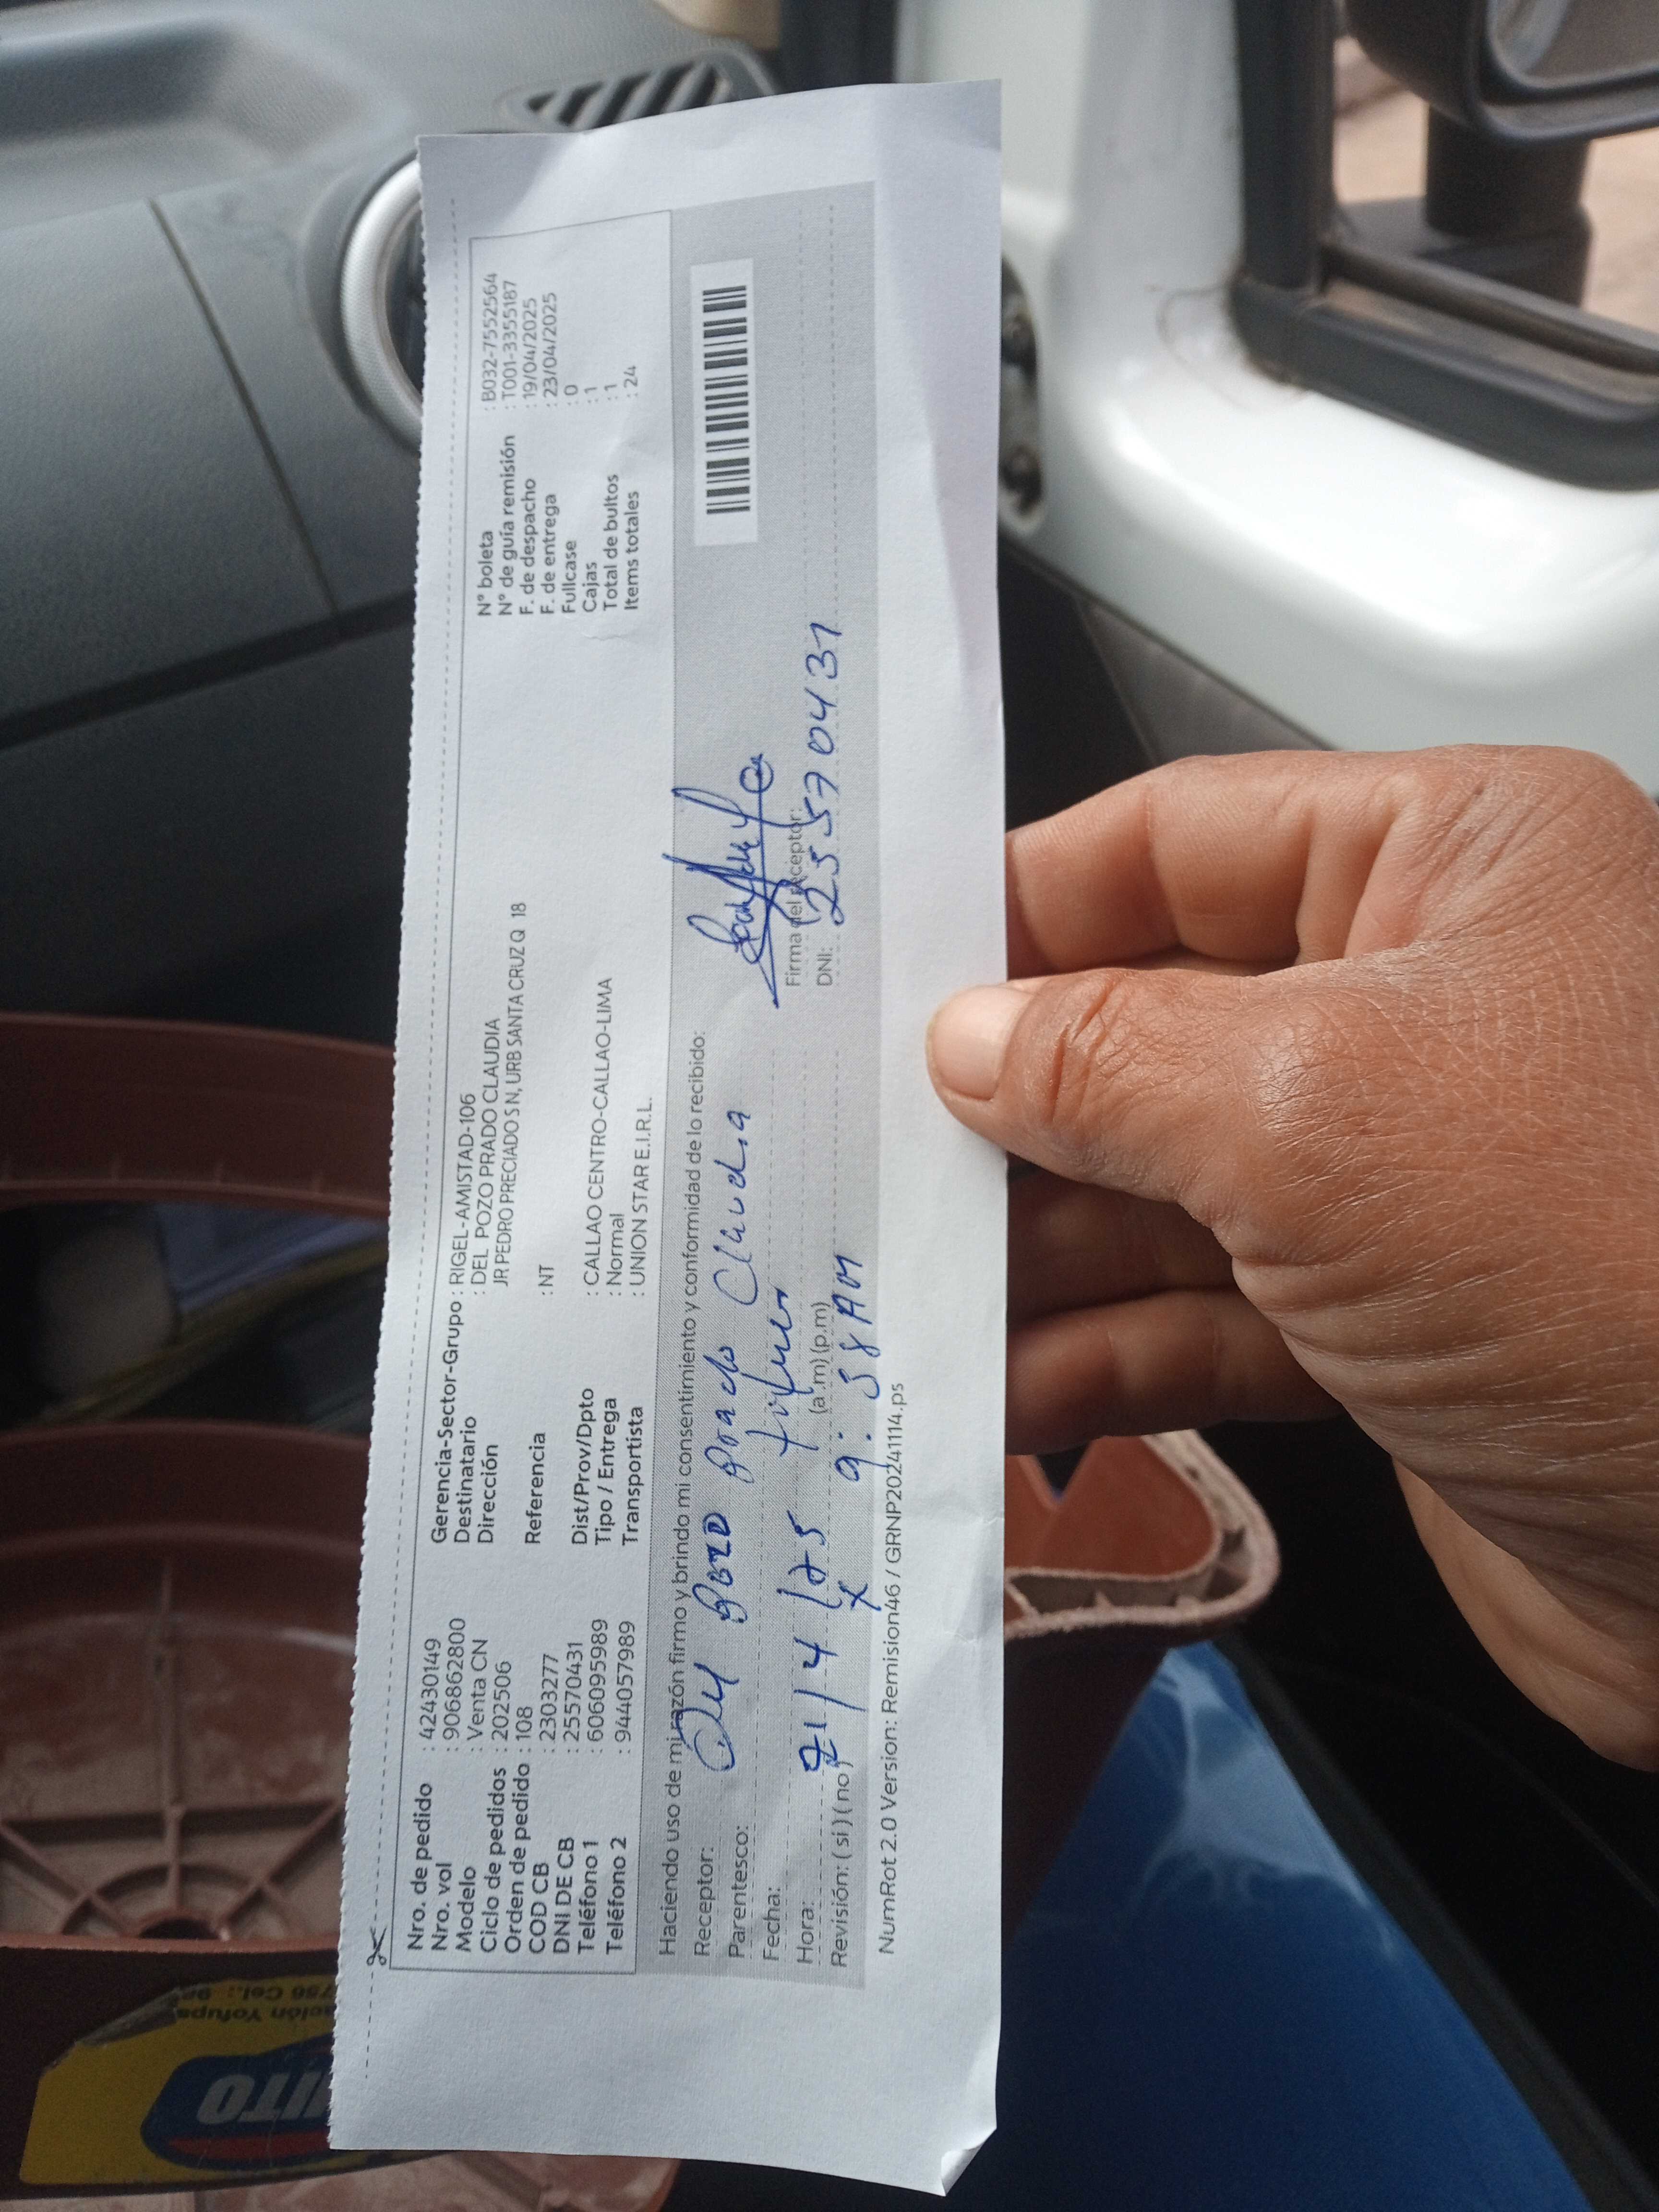 Nro. de pedido : 42430149 Gerencia-Sector-Grupo : RIGEL-AMISTAD-106 N° boleta : B032-7552564
Nro. vol : 906862800 Destinatario : DEL POZO PRADO CLAUDIA N° de guía remisión : T001-3355187
Modelo : Venta CN Dirección JR PEDRO PRECIADO S N, URB SANTA CRUZ Q 18 F. de despacho : 19/04/2025
Ciclo de pedidos : 202506 F. de entrega : 23/04/2025
Orden de pedido : 108 Referencia : NT Fullcase : 0
COD CB : 2303277 Cajas : 1
DNI DE CB : 25570431 Dist/Prov/Dpto : CALLAO CENTRO-CALLAO-LIMA Total de bultos : 1
Teléfono 1 : 606095989 Tipo / Entrega : Normal Items totales : 24
Teléfono 2 : 944057989 Transportista : UNION STAR E.I.R.L.
Haciendo uso de mi razón firmo y brindo mi consentimiento y conformidad de lo recibido:
Receptor: Del Pozo Prado Claudia
Parentesco: titular
Fecha: 21/4/25 Firma del receptor:
Hora: (a.m) (p.m) DNI: 25570431
Revisión: ( si ) ( no ) x 9:58 AM
NumRot 2.0 Version: Remision46 / GRNP20241114.ps
UITO